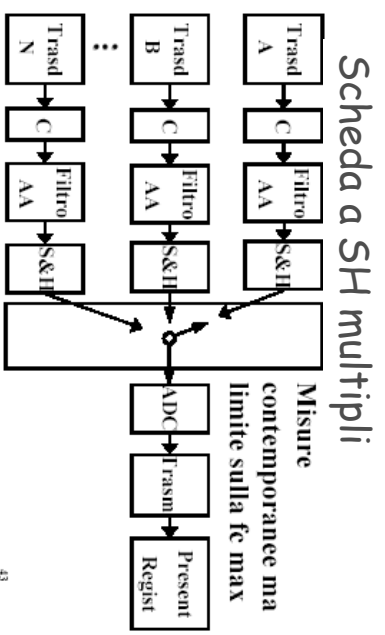 Scheda a SH multipli
Trasd
A
C
Filtro
AA
S&H
Trasd
B
C
Filtro
AA
S&H
Trasd
N
C
Filtro
AA
S&H
Misure
contemporanee ma
limite sulla fc max
ADC
Trasm
Present
Regist
43